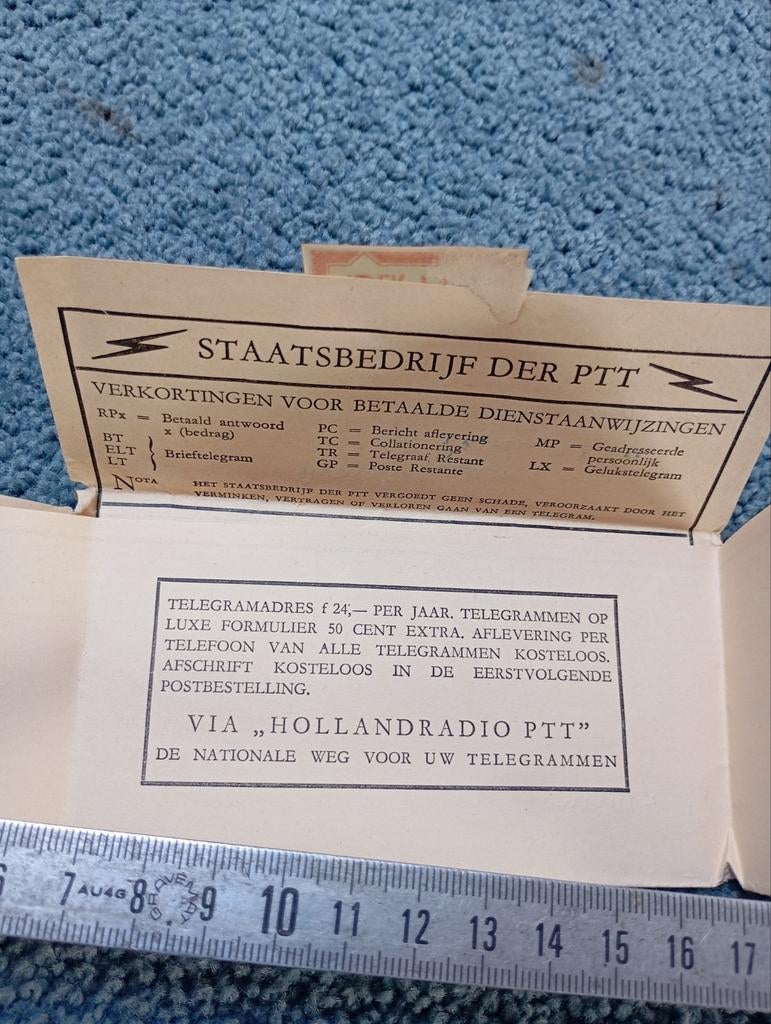 STAATSBEDRIJF DER PTT
VERKORTINGEN VOOR BETAALDE DIENSTAANWIJZINGEN
RPx = Betaald antwoord x (bedrag)
BT
ELT
LT
Brieftelegram
PC = Bericht aflevering
TC = Collationering
TR = Telegraaf Restant
GP = Poste Restante
MP = Geadresseerde persoonlijk
LX = Gelukstelegram
NOTA HET STAATSBEDRIJF DER PTT VERGOEDT GEEN SCHADE, VEROORZAAKT DOOR HET
VERMINKEN, VERTRAGEN OF VERLOREN GAAN VAN EEN TELEGRAM.
TELEGRAMADRES f 24,— PER JAAR. TELEGRAMMEN OP
LUXE FORMULIER 50 CENT EXTRA. AFLEVERING PER
TELEFOON VAN ALLE TELEGRAMMEN KOSTELOOS.
AFSCHRIFT KOSTELOOS IN DE EERSTVOLGENDE
POSTBESTELLING.
VIA „HOLLANDRADIO PTT”
DE NATIONALE WEG VOOR UW TELEGRAMMEN
6 7 AU4G 8 9 10 11 12 13 14 15 16 17